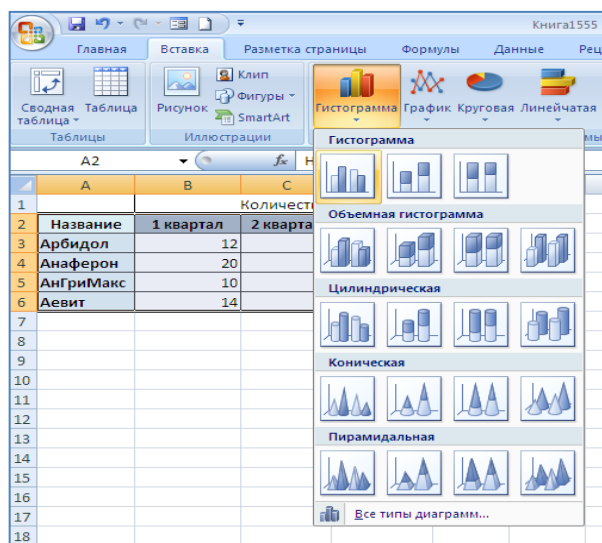 Книга1555
Главная Вставка Разметка страницы Формулы Данные
Сводная таблица Таблица Рисунок Клип Фигуры SmartArt Гистограмма График Круговая Линейчатая
Таблицы Иллюстрации
A2 fx
Гистограмма
A B C
1
2 Название 1 квартал
3 Арбидол 12
4 Анаферон 20
5 АнГриМакс 10
6 Аевит 14
7
8
9
10
11
12
13
14
15
16
17
18
Объемная гистограмма
Цилиндрическая
Коническая
Пирамидальная
Все типы диаграмм...